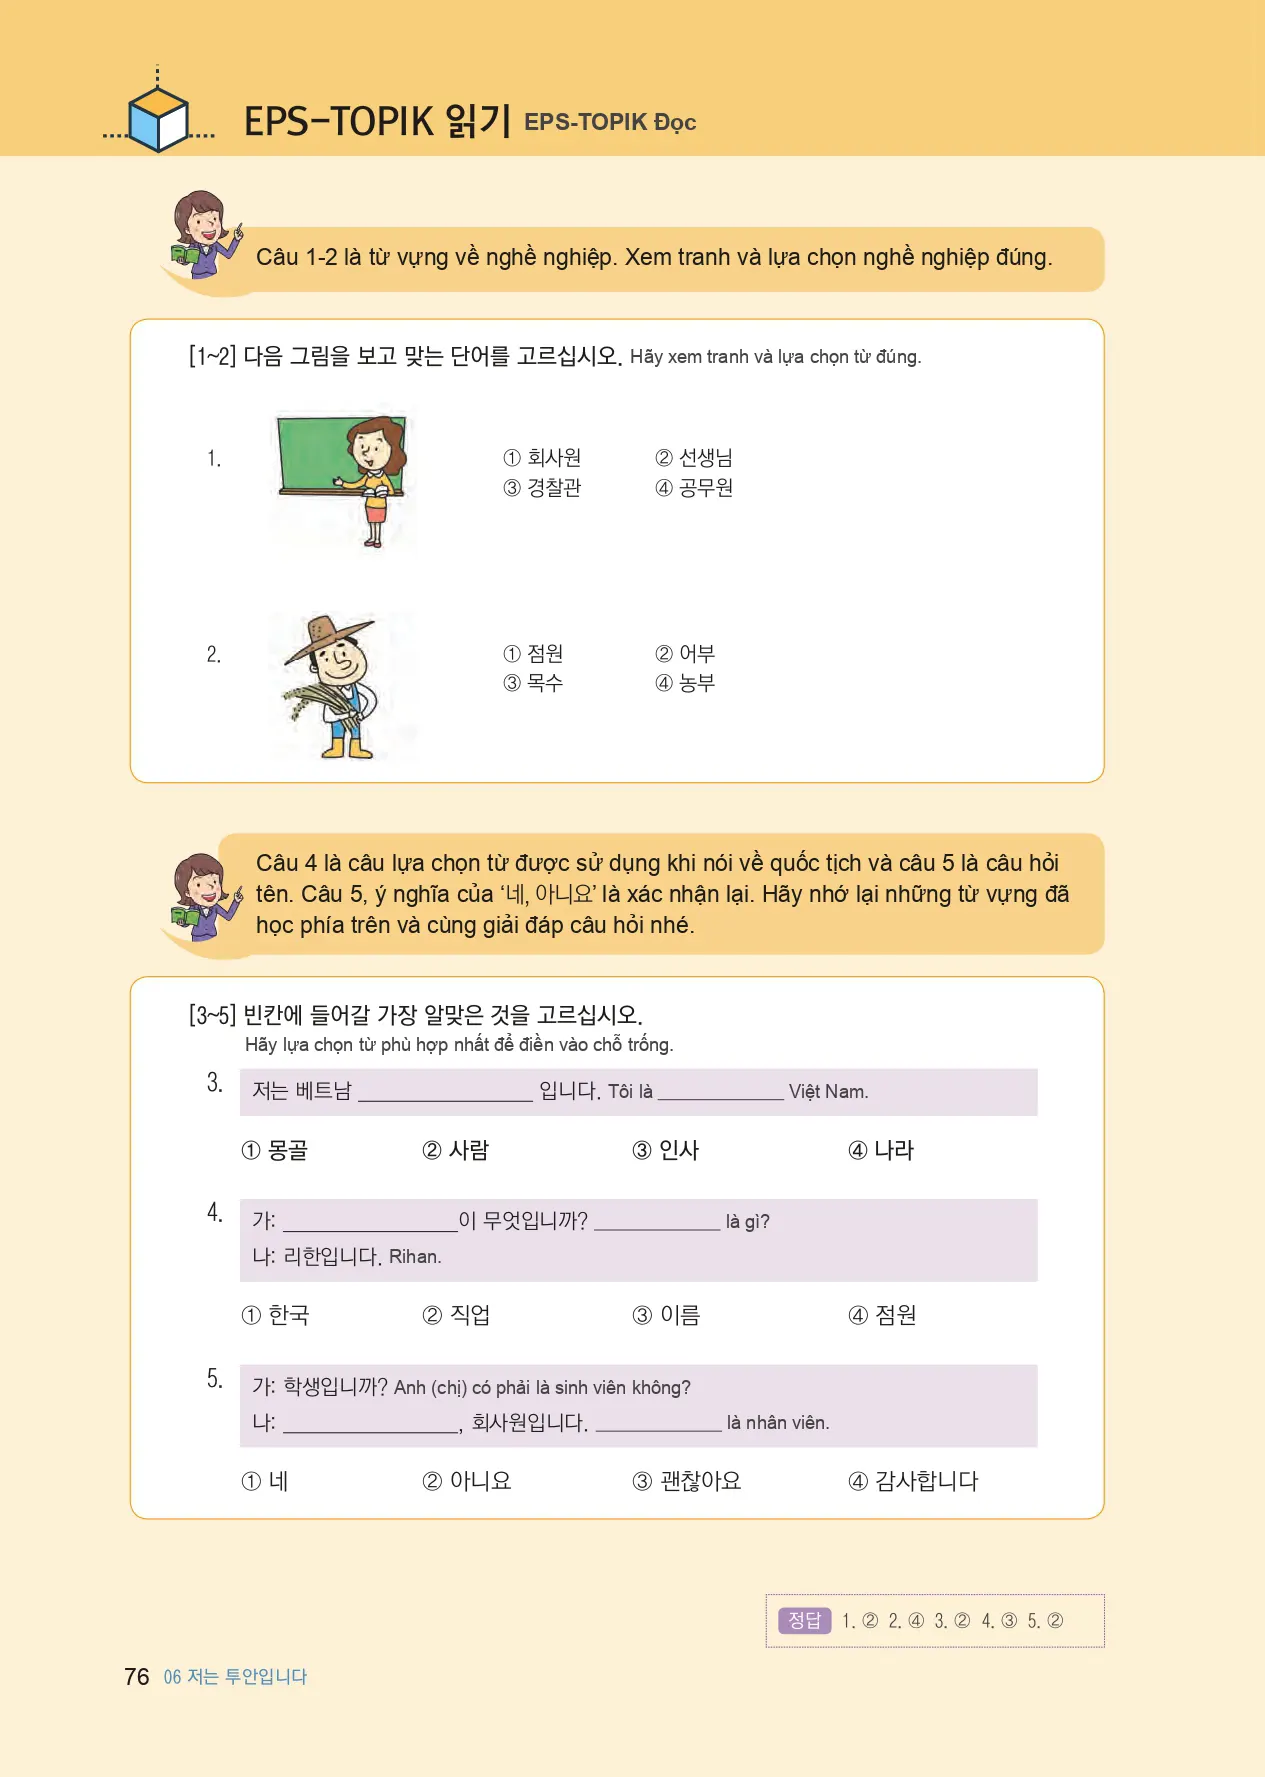 EPS-TOPIK 읽기 EPS-TOPIK Đọc
Câu 1-2 là từ vựng về nghề nghiệp. Xem tranh và lựa chọn nghề nghiệp đúng.
[1~2] 다음 그림을 보고 맞는 단어를 고르십시오. Hãy xem tranh và lựa chọn từ đúng.
1.
① 회사원 ② 선생님
③ 경찰관 ④ 공무원
2.
① 점원 ② 어부
③ 목수 ④ 농부
Câu 4 là câu lựa chọn từ được sử dụng khi nói về quốc tịch và câu 5 là câu hỏi
tên. Câu 5, ý nghĩa của ‘네, 아니요’ là xác nhận lại. Hãy nhớ lại những từ vựng đã
học phía trên và cùng giải đáp câu hỏi nhé.
[3~5] 빈칸에 들어갈 가장 알맞은 것을 고르십시오.
Hãy lựa chọn từ phù hợp nhất để điền vào chỗ trống.
3. 저는 베트남 ________________ 입니다. Tôi là ____________ Việt Nam.
① 몽골 ② 사람 ③ 인사 ④ 나라
4. 가: ________________이 무엇입니까? ____________ là gì?
나: 리한입니다. Rihan.
① 한국 ② 직업 ③ 이름 ④ 점원
5. 가: 학생입니까? Anh (chị) có phải là sinh viên không?
나: ________________, 회사원입니다. ____________ là nhân viên.
① 네 ② 아니요 ③ 괜찮아요 ④ 감사합니다
정답 1. ② 2. ④ 3. ② 4. ③ 5. ②
76 06 저는 투안입니다